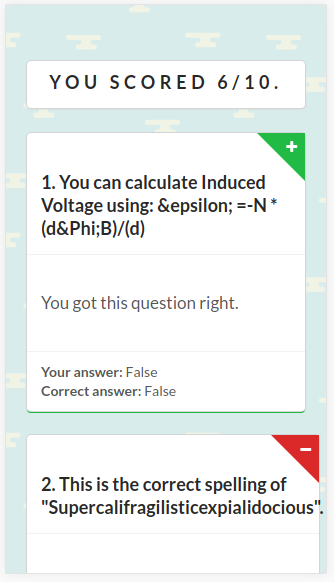 YOU SCORED 6/10.
+
1. You can calculate Induced
Voltage using: &epsilon; =-N *
(d&Phi;B)/(d)
You got this question right.
Your answer: False
Correct answer: False
−
2. This is the correct spelling of
"Supercalifragilisticexpialidocious".